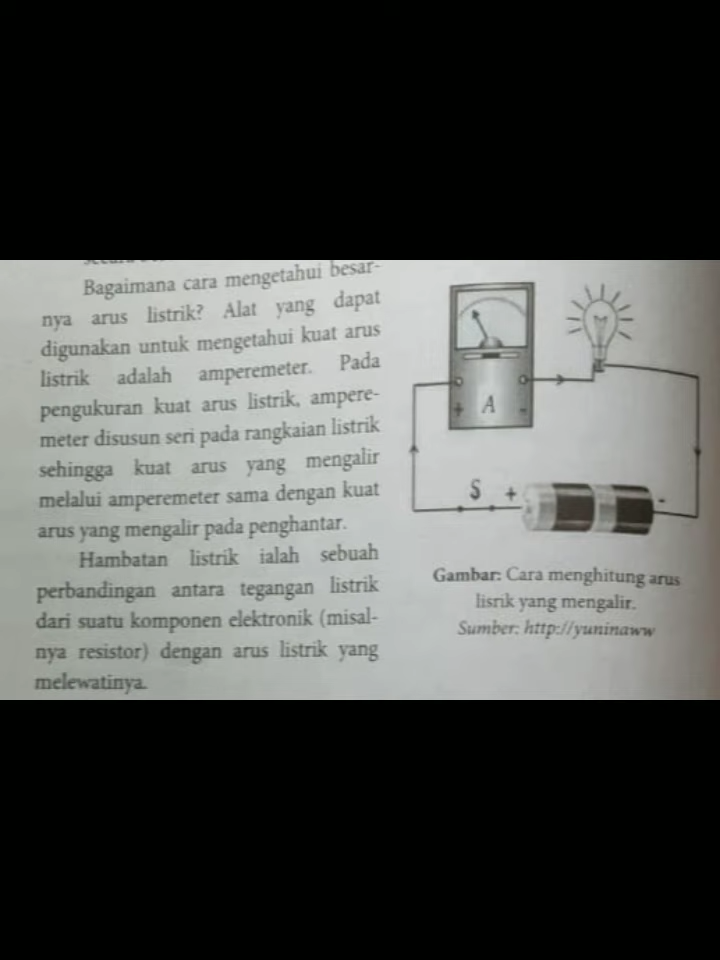 Bagaimana cara mengetahui besar-
nya arus listrik? Alat yang dapat
digunakan untuk mengetahui kuat arus
listrik adalah amperemeter. Pada
pengukuran kuat arus listrik, ampere-
meter disusun seri pada rangkaian listrik
sehingga kuat arus yang mengalir
melalui amperemeter sama dengan kuat
arus yang mengalir pada penghantar.
Hambatan listrik ialah sebuah
perbandingan antara tegangan listrik
dari suatu komponen elektronik (misal-
nya resistor) dengan arus listrik yang
melewatinya.
+ A -
S + -
Gambar: Cara menghitung arus
lisrik yang mengalir.
Sumber: http://yuninaww